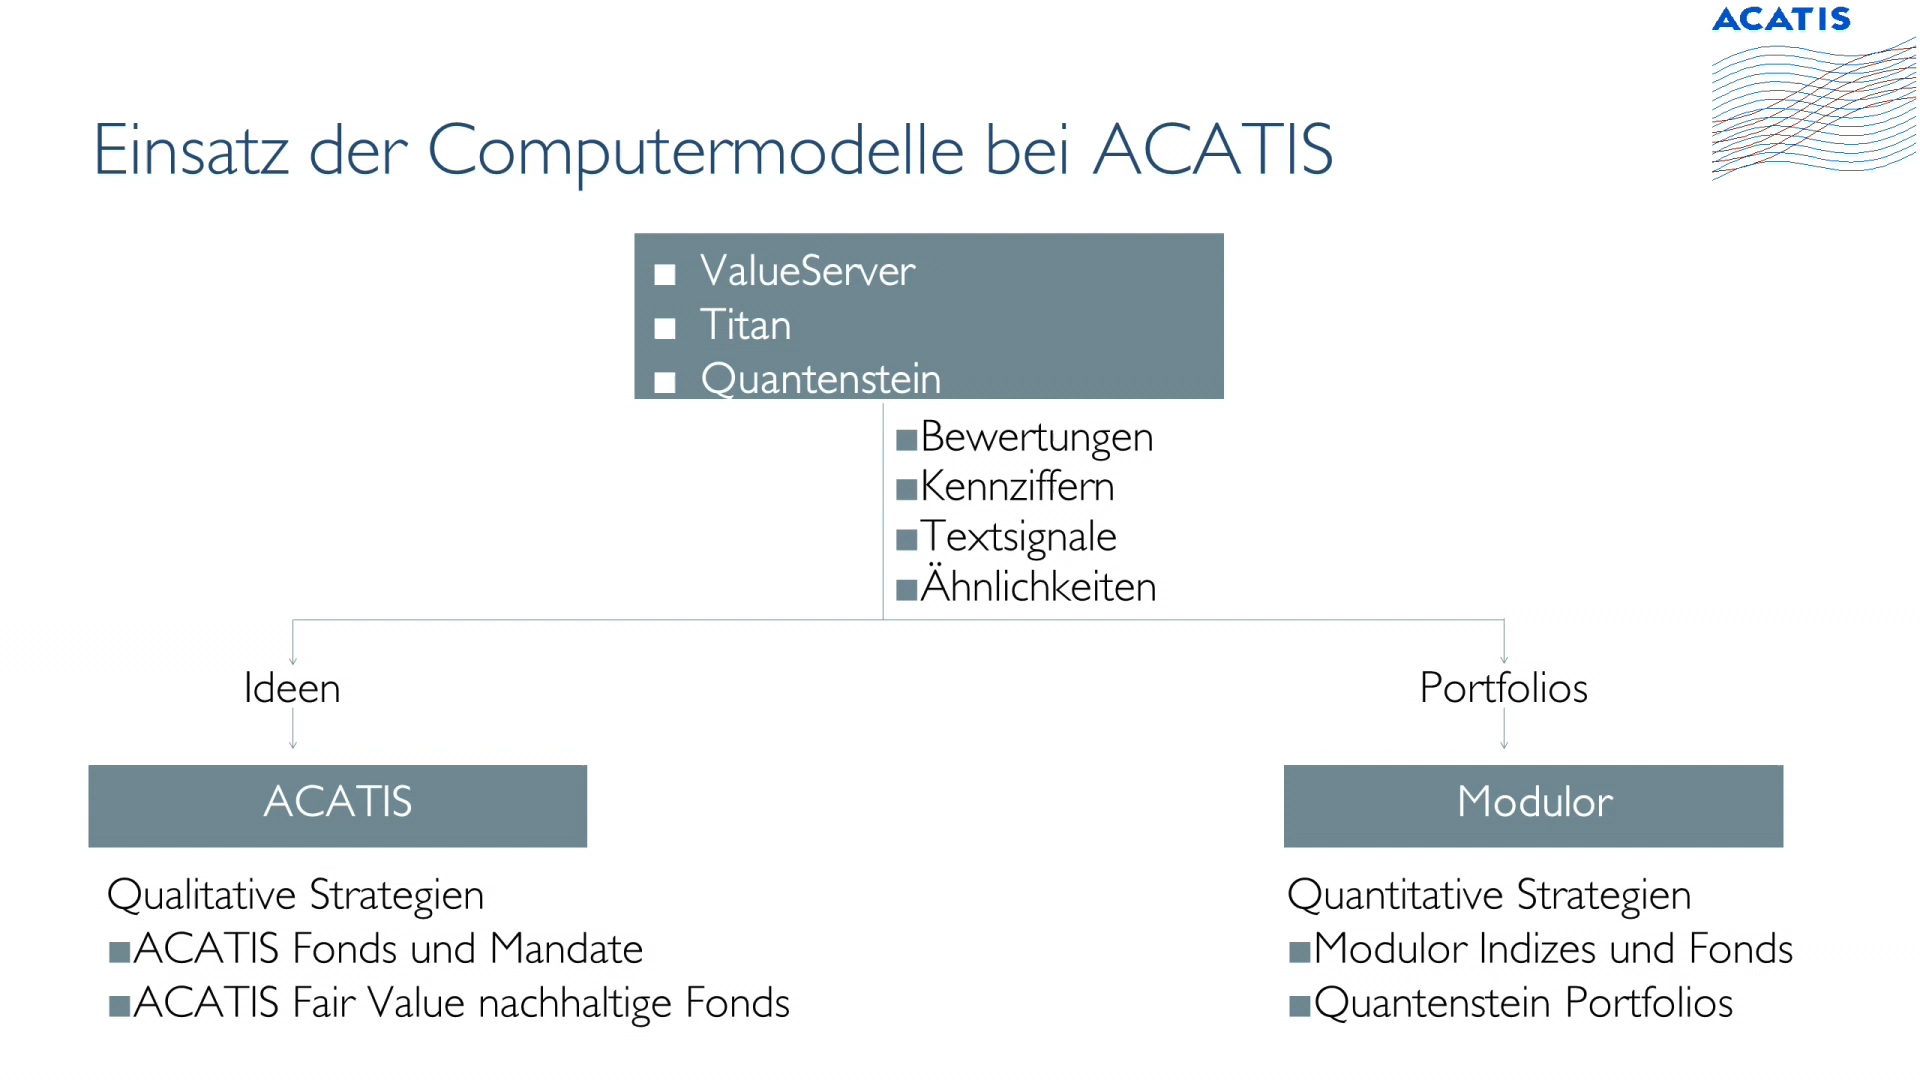 ACATIS
Einsatz der Computermodelle bei ACATIS
ValueServer
Titan
Quantenstein
Bewertungen
Kennziffern
Textsignale
Ähnlichkeiten
Ideen
Portfolios
ACATIS
Modulor
Qualitative Strategien
ACATIS Fonds und Mandate
ACATIS Fair Value nachhaltige Fonds
Quantitative Strategien
Modulor Indizes und Fonds
Quantenstein Portfolios